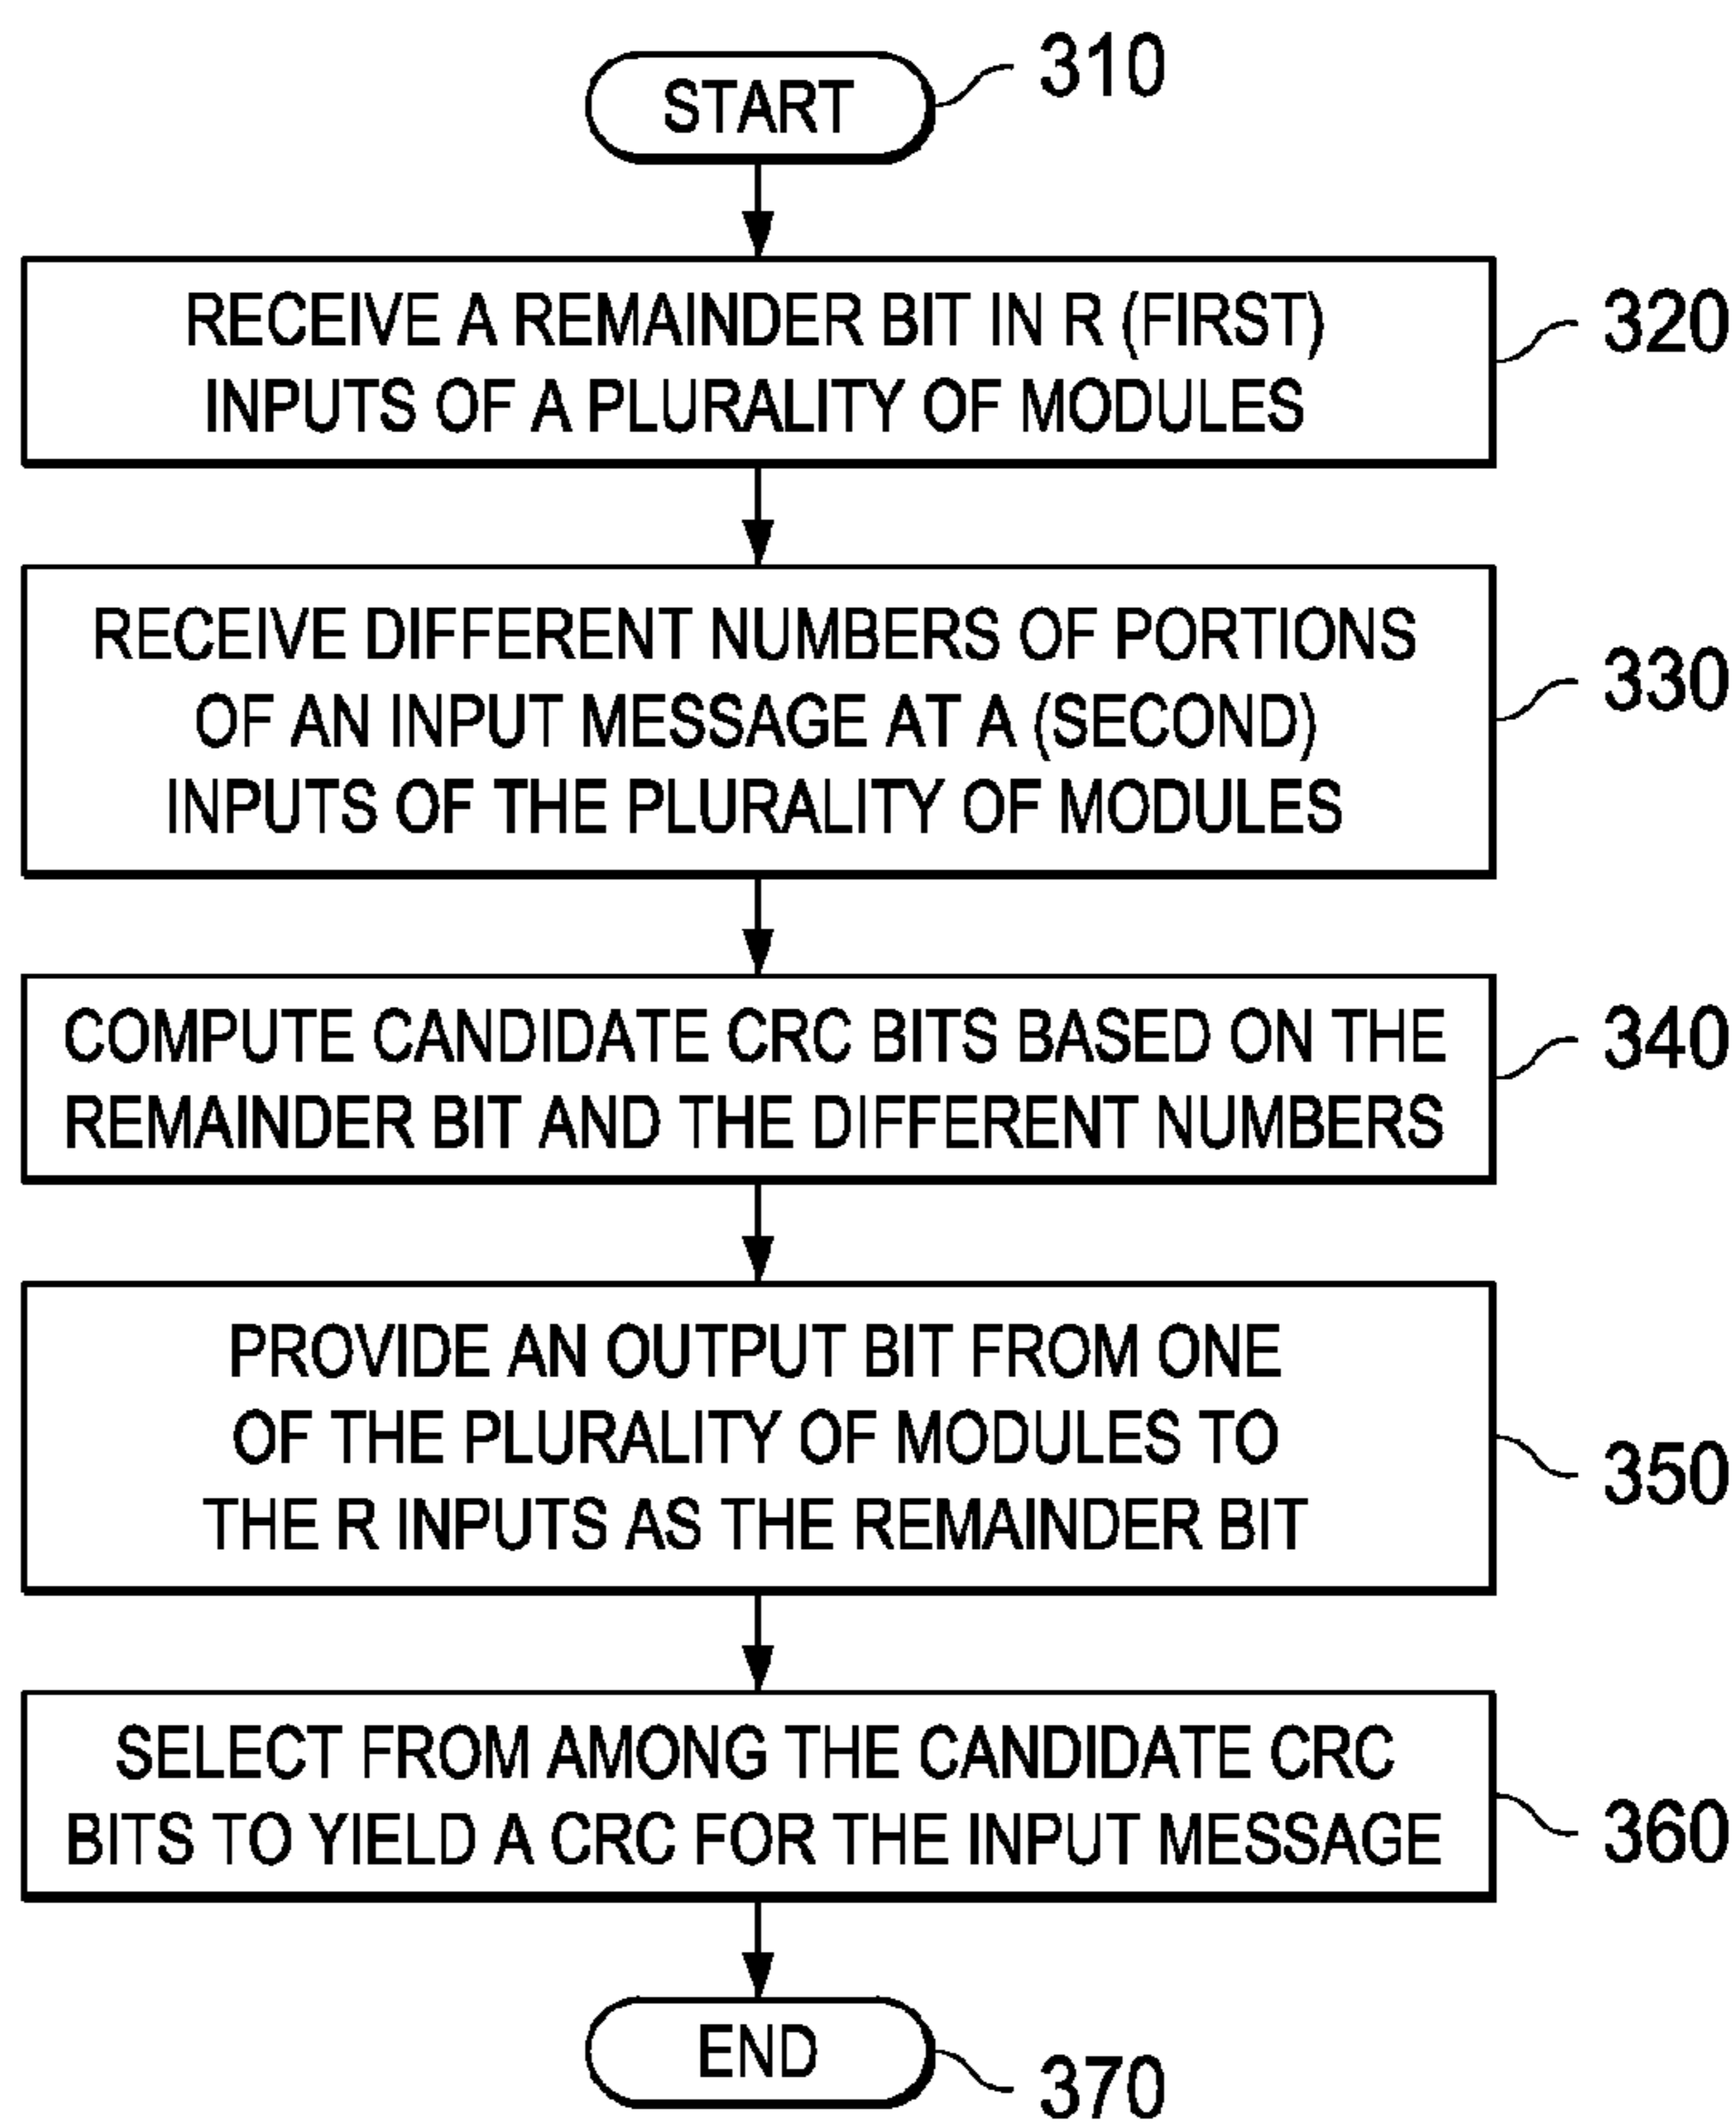 START
310
RECEIVE A REMAINDER BIT IN R (FIRST)
INPUTS OF A PLURALITY OF MODULES
320
RECEIVE DIFFERENT NUMBERS OF PORTIONS
OF AN INPUT MESSAGE AT A (SECOND)
INPUTS OF THE PLURALITY OF MODULES
330
COMPUTE CANDIDATE CRC BITS BASED ON THE
REMAINDER BIT AND THE DIFFERENT NUMBERS
340
PROVIDE AN OUTPUT BIT FROM ONE
OF THE PLURALITY OF MODULES TO
THE R INPUTS AS THE REMAINDER BIT
350
SELECT FROM AMONG THE CANDIDATE CRC
BITS TO YIELD A CRC FOR THE INPUT MESSAGE
360
END
370